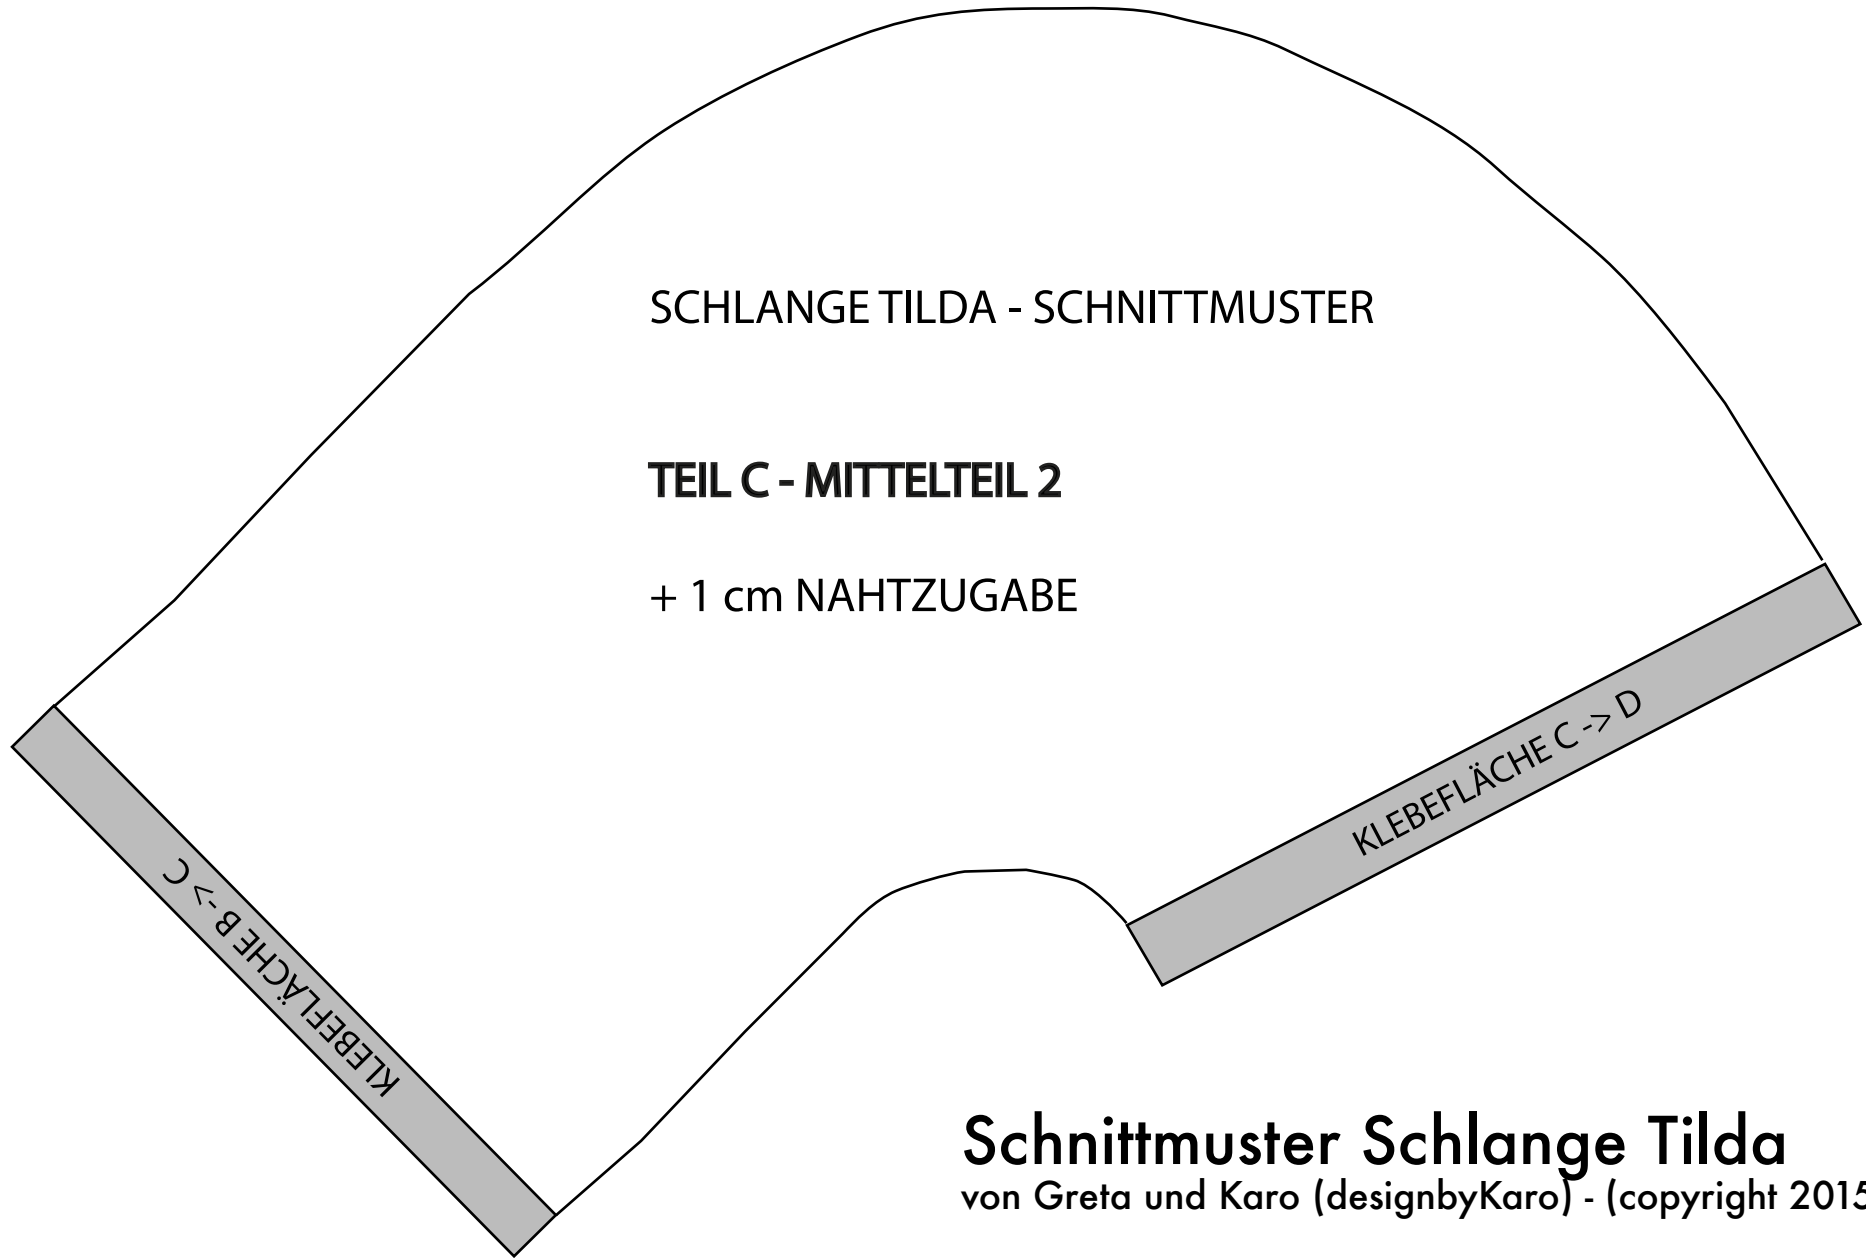 SCHLANGE TILDA - SCHNITTMUSTER
TEIL C - MITTELTEIL 2
+ 1 cm NAHTZUGABE
KLEBEFLÄCHE C -> D
KLEBEFLÄCHE B -> C
Schnittmuster Schlange Tilda
von Greta und Karo (designbyKaro) - (copyright 2015